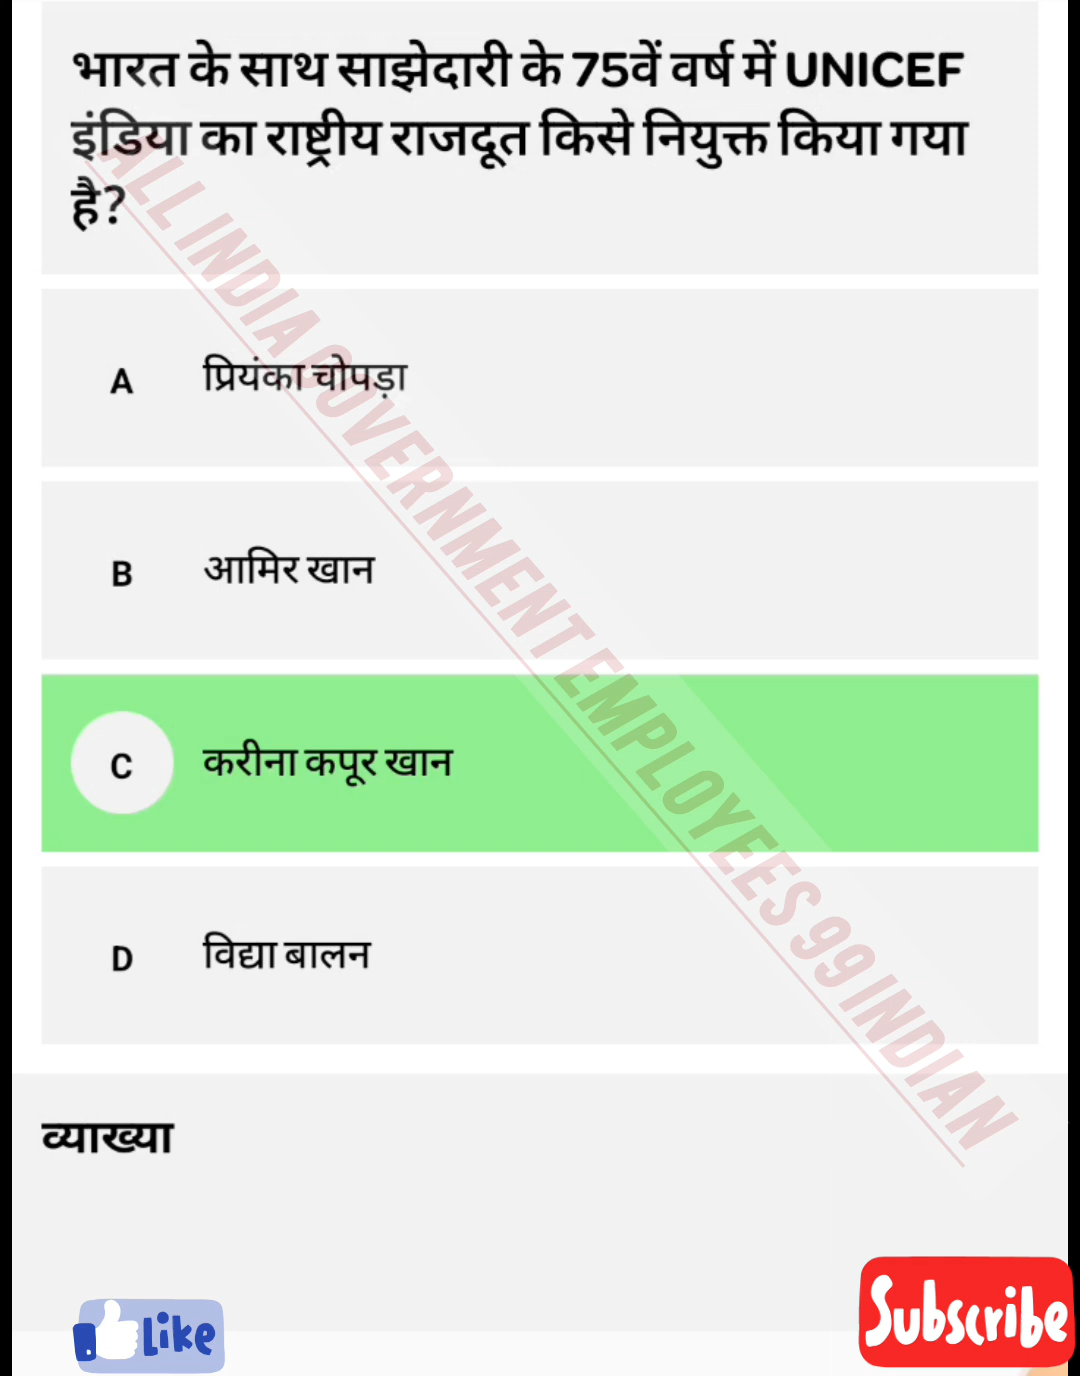 भारत के साथ साझेदारी के 75वें वर्ष में UNICEF
इंडिया का राष्ट्रीय राजदूत किसे नियुक्त किया गया
है?
A प्रियंका चोपड़ा
B आमिर खान
C करीना कपूर खान
D विद्या बालन
ALL INDIA GOVERNMENT EMPLOYEES 99 INDIAN
व्याख्या
Like
Subscribe